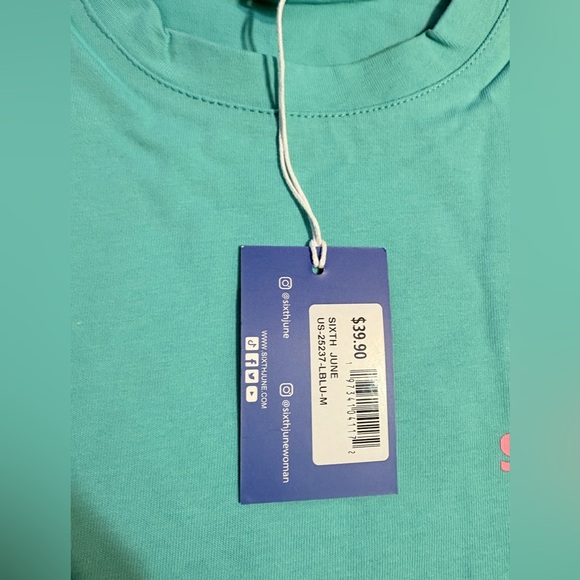 @sixthjune
WWW.SIXTHJUNE.COM
@sixthjunewoman
$39.90
SIXTH JUNE
US-25237-LBLU-M